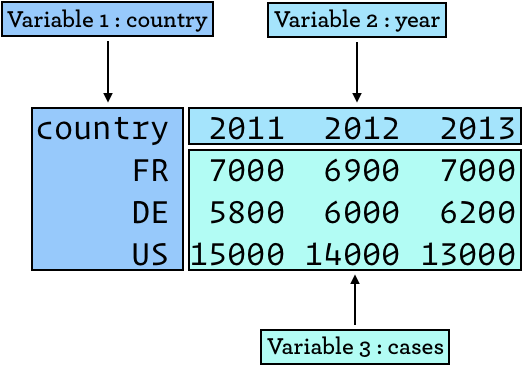 Variable 1 : country
Variable 2 : year
country 2011 2012 2013
FR 7000 6900 7000
DE 5800 6000 6200
US 15000 14000 13000
Variable 3 : cases